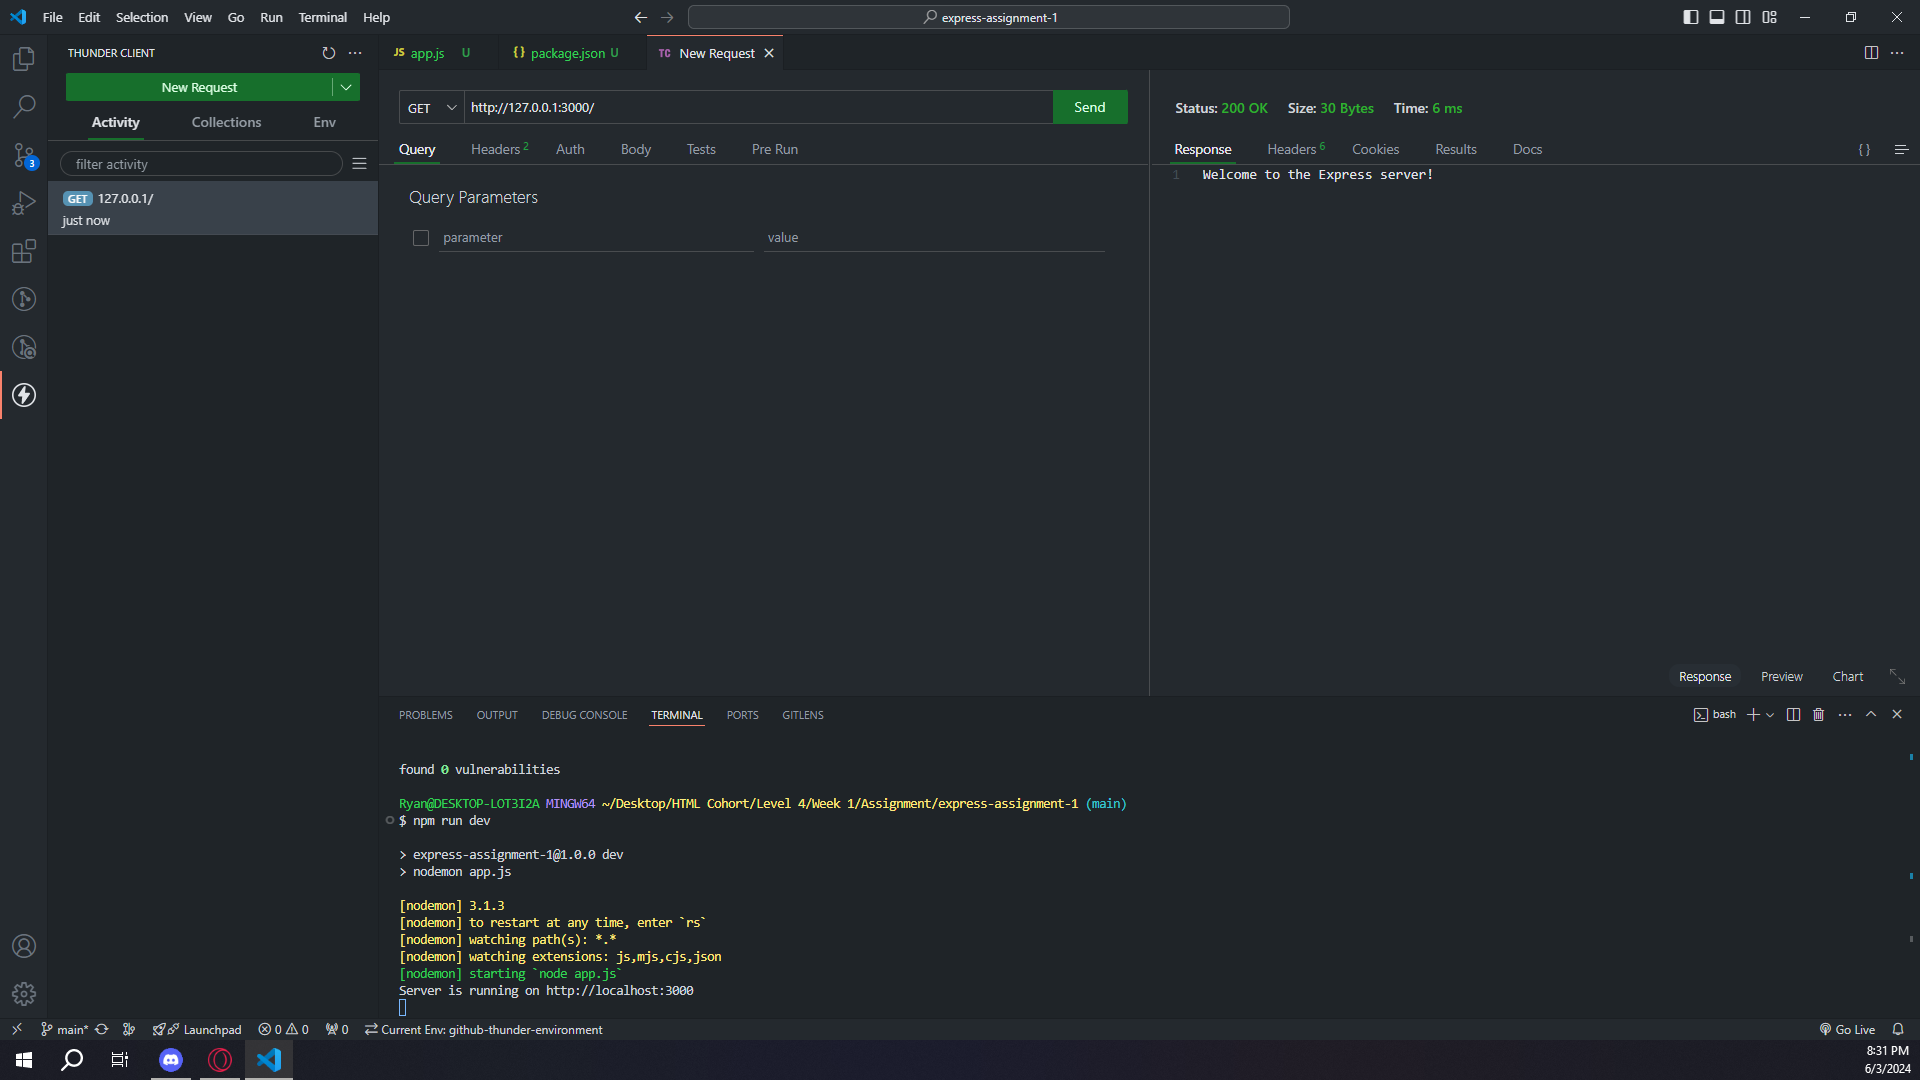 File Edit Selection View Go Run Terminal Help
express-assignment-1
THUNDER CLIENT
New Request
Activity Collections Env
filter activity
GET 127.0.0.1/
just now
JS app.js U
{} package.json U
TC New Request
GET http://127.0.0.1:3000/ Send
Query Headers 2 Auth Body Tests Pre Run
Query Parameters
parameter value
Status: 200 OK Size: 30 Bytes Time: 6 ms
Response Headers 6 Cookies Results Docs { }
1 Welcome to the Express server!
Response Preview Chart
PROBLEMS OUTPUT DEBUG CONSOLE TERMINAL PORTS GITLENS
bash
found 0 vulnerabilities
Ryan@DESKTOP-LOT3I2A MINGW64 ~/Desktop/HTML Cohort/Level 4/Week 1/Assignment/express-assignment-1 (main)
$ npm run dev
> express-assignment-1@1.0.0 dev
> nodemon app.js
[nodemon] 3.1.3
[nodemon] to restart at any time, enter `rs`
[nodemon] watching path(s): *.*
[nodemon] watching extensions: js,mjs,cjs,json
[nodemon] starting `node app.js`
Server is running on http://localhost:3000
3
main* Launchpad 0 0 0 Current Env: github-thunder-environment
Go Live
8:31 PM
6/3/2024